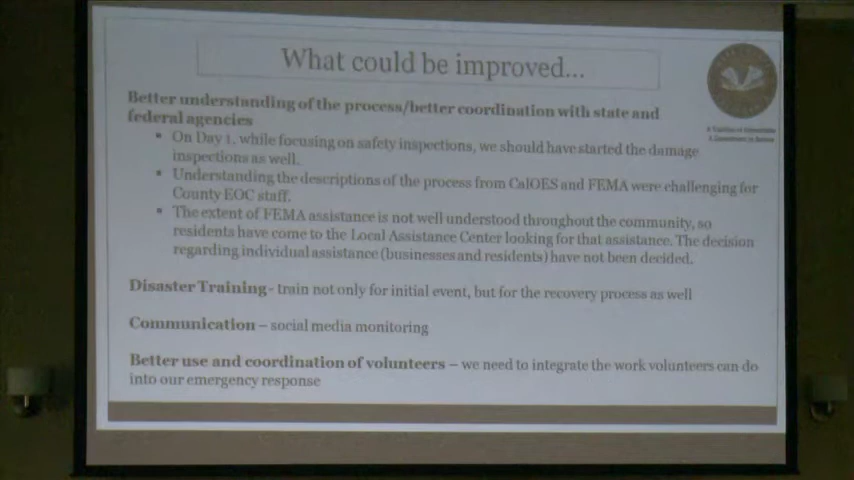 What could be improved...
Better understanding of the process/better coordination with state and
federal agencies
▪ On Day 1, while focusing on safety inspections, we should have started the damage
inspections as well.
▪ Understanding the descriptions of the process from CalOES and FEMA were challenging for
County EOC staff.
▪ The extent of FEMA assistance is not well understood throughout the community, so
residents have come to the Local Assistance Center looking for that assistance. The decision
regarding individual assistance (businesses and residents) have not been decided.
Disaster Training- train not only for initial event, but for the recovery process as well
Communication – social media monitoring
Better use and coordination of volunteers – we need to integrate the work volunteers can do
into our emergency response
A Tradition of Stewardship
A Commitment to Service